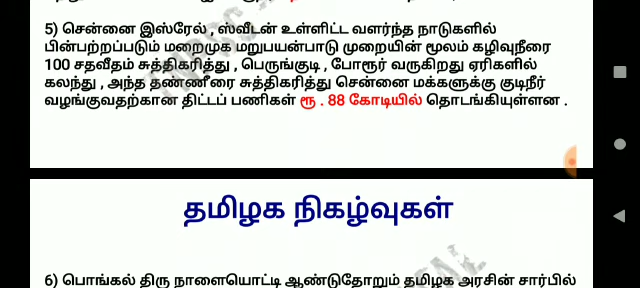 5) சென்னை இஸ்ரேல் , ஸ்வீடன் உள்ளிட்ட வளர்ந்த நாடுகளில்
பின்பற்றப்படும் மறைமுக மறுபயன்பாடு முறையின் மூலம் கழிவுநீரை
100 சதவீதம் சுத்திகரித்து , பெருங்குடி , போரூர் வருகிறது ஏரிகளில்
கலந்து , அந்த தண்ணீரை சுத்திகரித்து சென்னை மக்களுக்கு குடிநீர்
வழங்குவதற்கான திட்டப் பணிகள் ரூ . 88 கோடியில் தொடங்கியுள்ளன .
தமிழக நிகழ்வுகள்
6) பொங்கல் திரு நாளையொட்டி ஆண்டுதோறும் தமிழக அரசின் சார்பில்